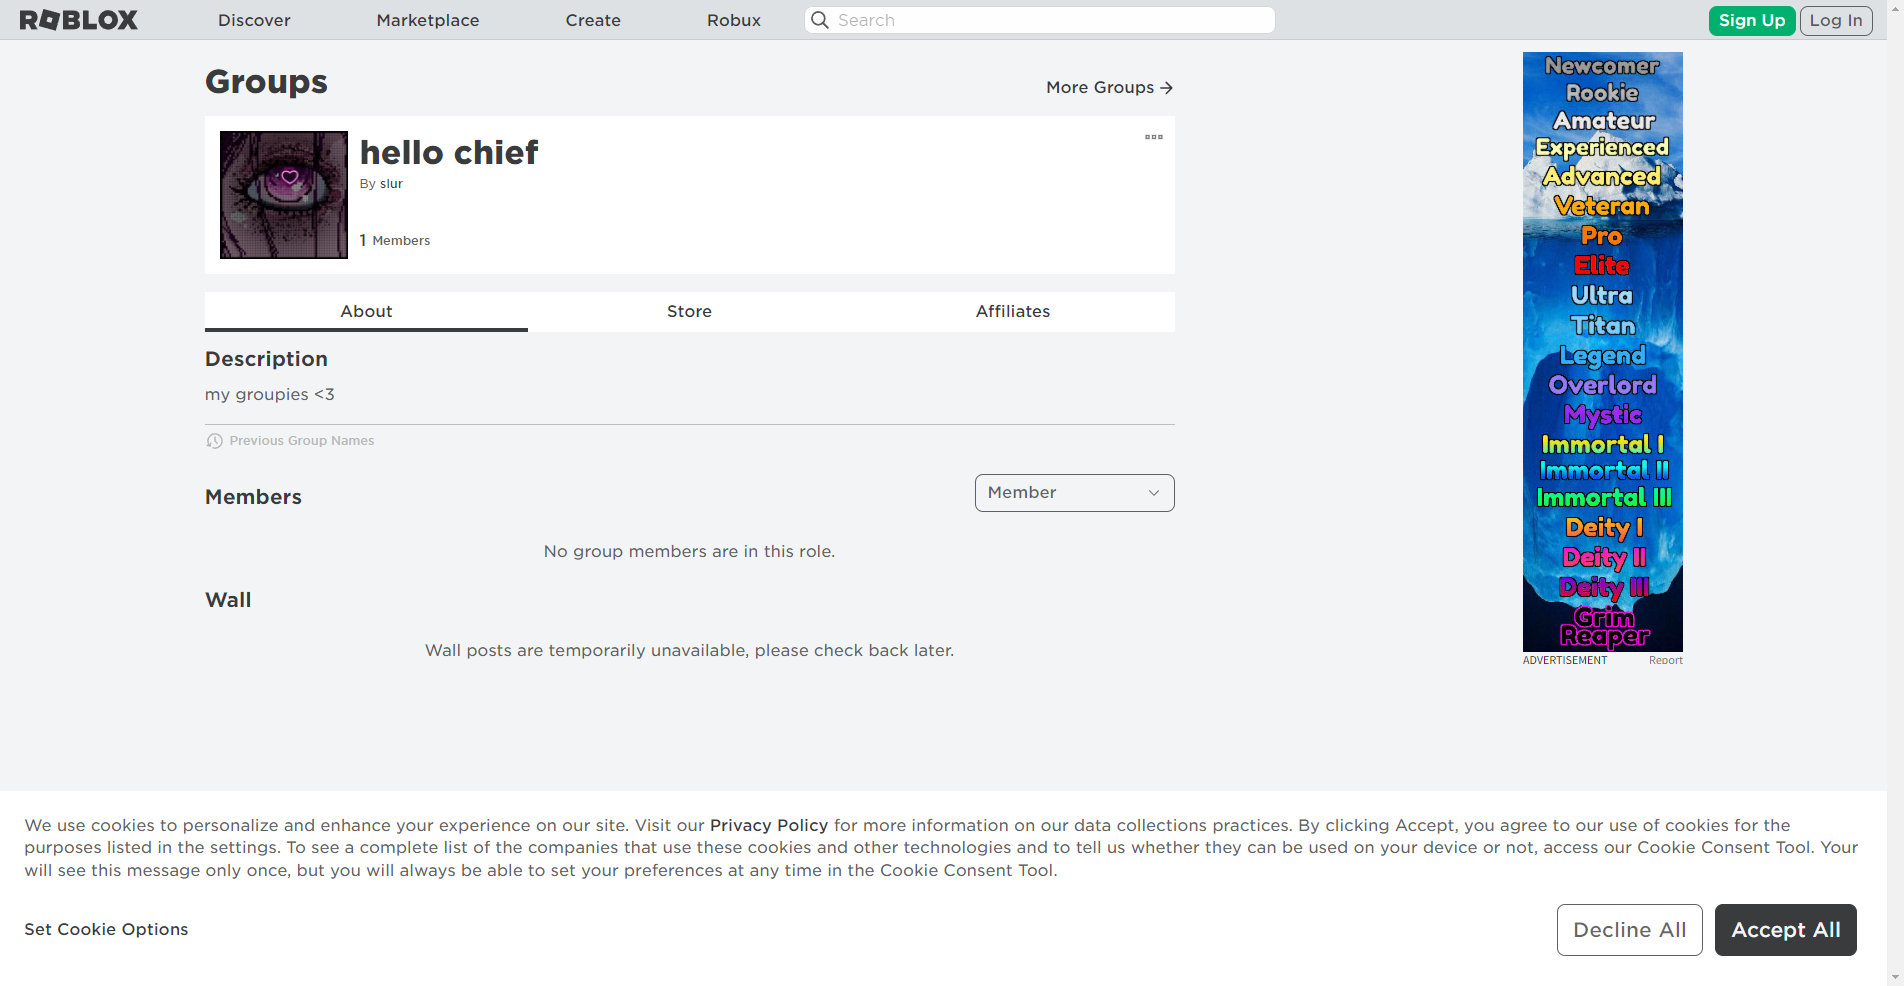 ROBLOX
Discover
Marketplace
Create
Robux
Search
Sign Up
Log In
Groups
More Groups
hello chief
By slur
1 Members
About
Store
Affiliates
Description
my groupies <3
Previous Group Names
Members
Member
No group members are in this role.
Wall
Wall posts are temporarily unavailable, please check back later.
Newcomer
Rookie
Amateur
Experienced
Advanced
Veteran
Pro
Elite
Ultra
Titan
Legend
Overlord
Mystic
Immortal I
Immortal II
Immortal III
Deity I
Deity II
Deity III
Grim
Reaper
ADVERTISEMENT
Report
We use cookies to personalize and enhance your experience on our site. Visit our Privacy Policy for more information on our data collections practices. By clicking Accept, you agree to our use of cookies for the
purposes listed in the settings. To see a complete list of the companies that use these cookies and other technologies and to tell us whether they can be used on your device or not, access our Cookie Consent Tool. Your
will see this message only once, but you will always be able to set your preferences at any time in the Cookie Consent Tool.
Set Cookie Options
Decline All
Accept All